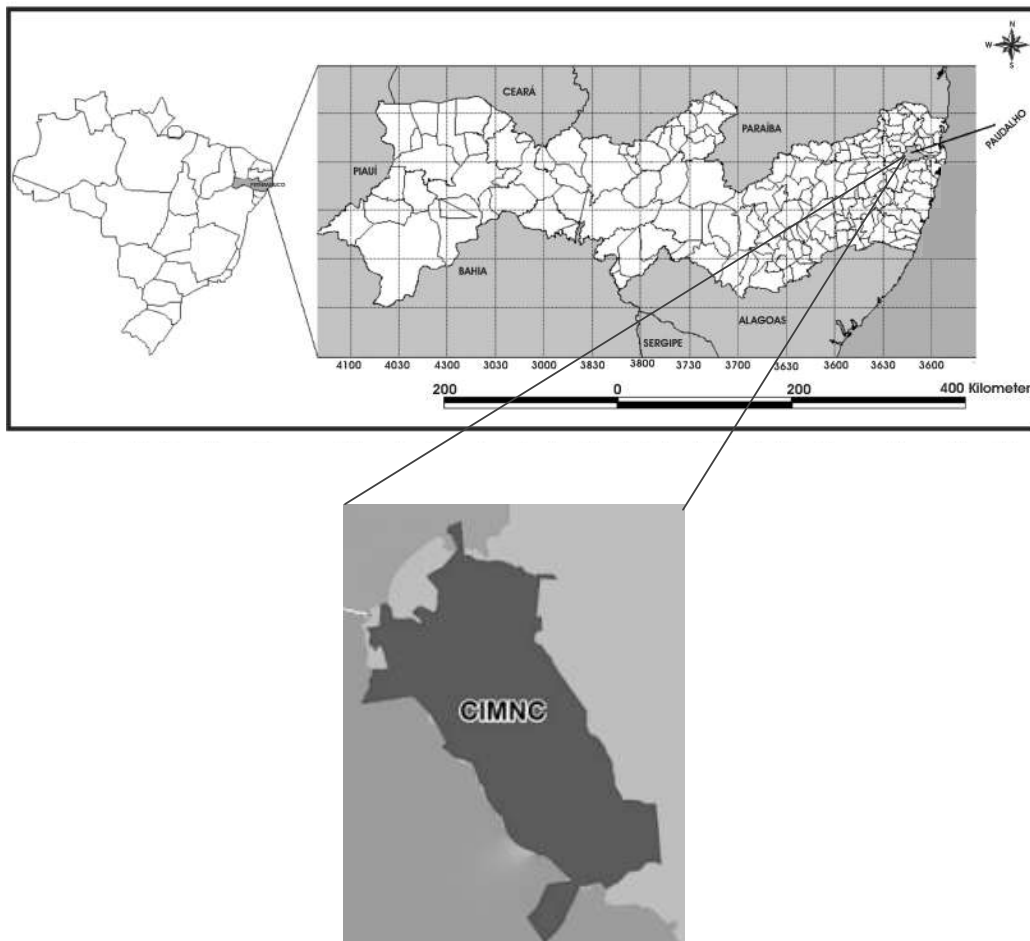 N
W
S
CEARÁ
PARAÍBA
PAUDALHO
PIAUÍ
PERNAMBUCO
BAHIA
ALAGOAS
SERGIPE
4100 4030 4300 3030 3000 3830 3800 3730 3700 3630 3600 3630 3600
200 0 200 400 Kilometer
CIMNC